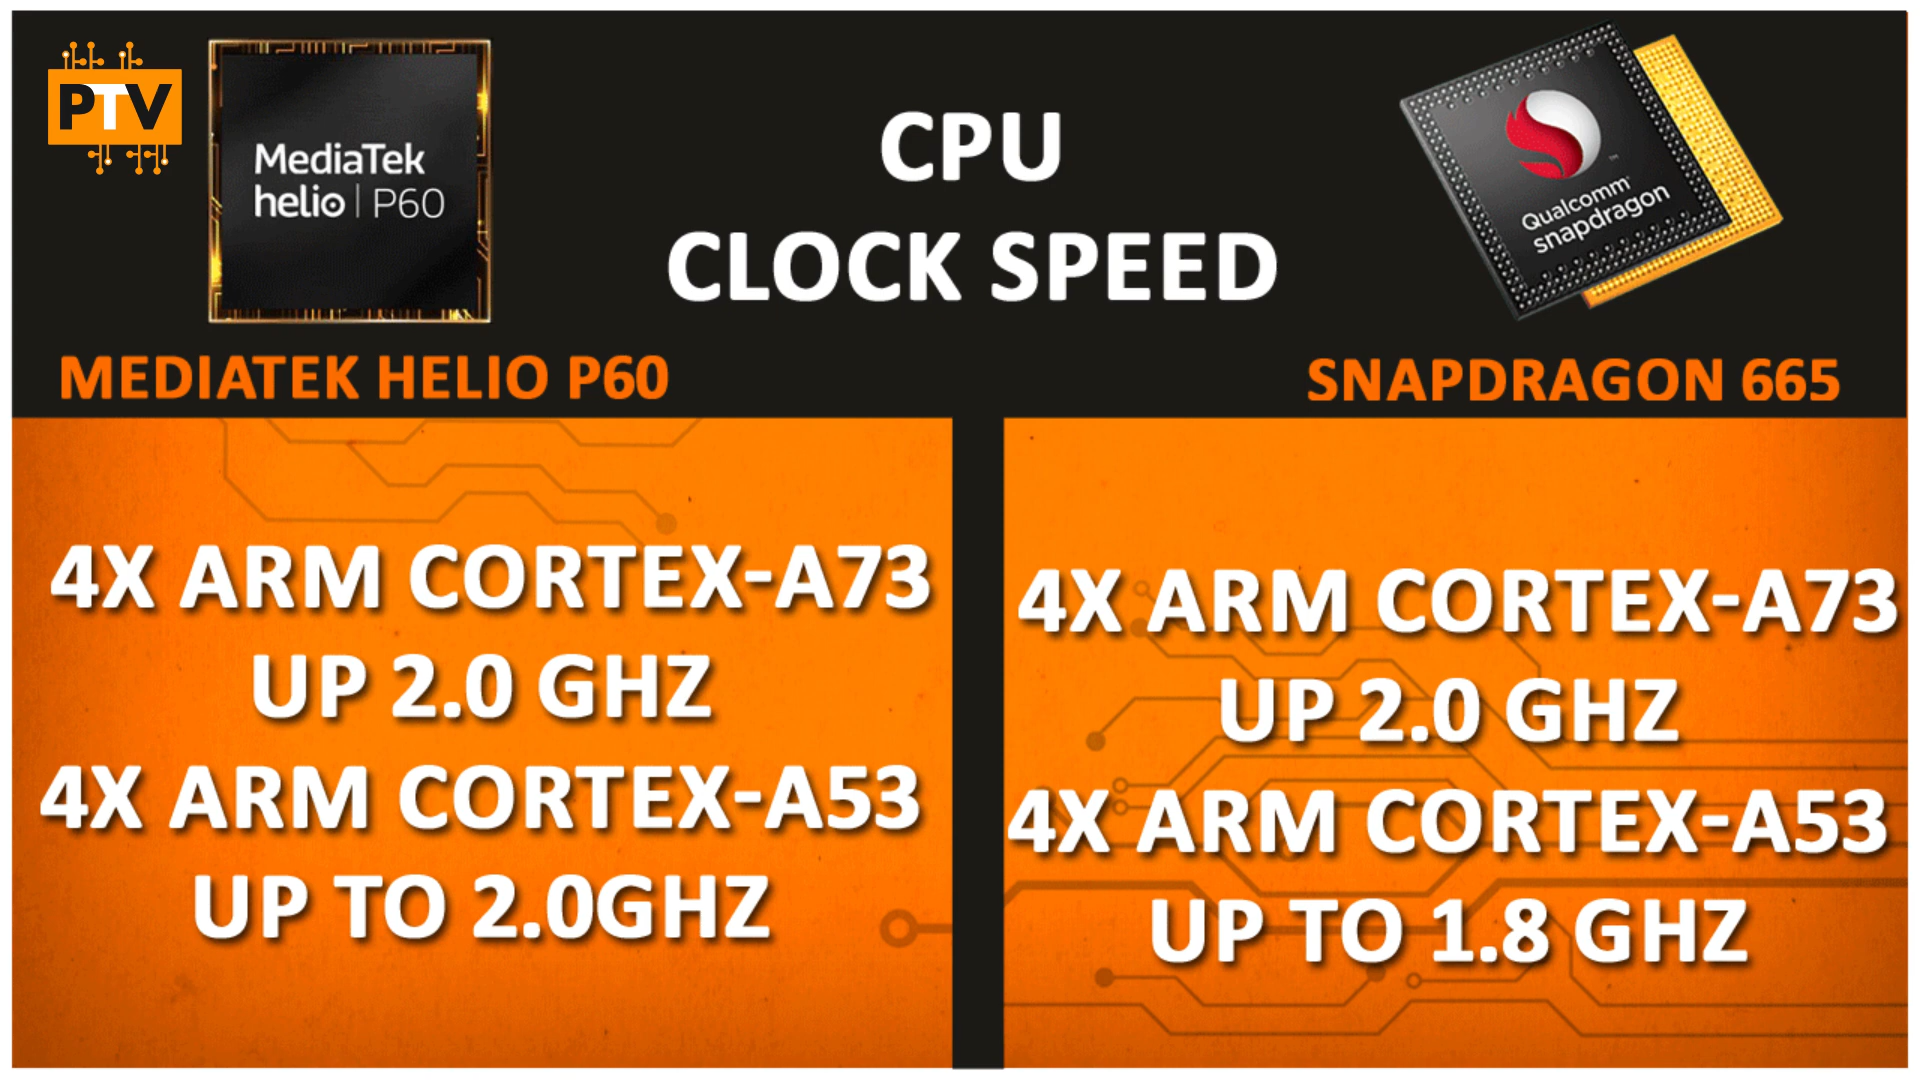 PTV
MediaTek
helio | P60
CPU
CLOCK SPEED
Qualcomm™
snapdragon
MEDIATEK HELIO P60
SNAPDRAGON 665
4X ARM CORTEX-A73
UP 2.0 GHZ
4X ARM CORTEX-A53
UP TO 2.0GHZ
4X ARM CORTEX-A73
UP 2.0 GHZ
4X ARM CORTEX-A53
UP TO 1.8 GHZ